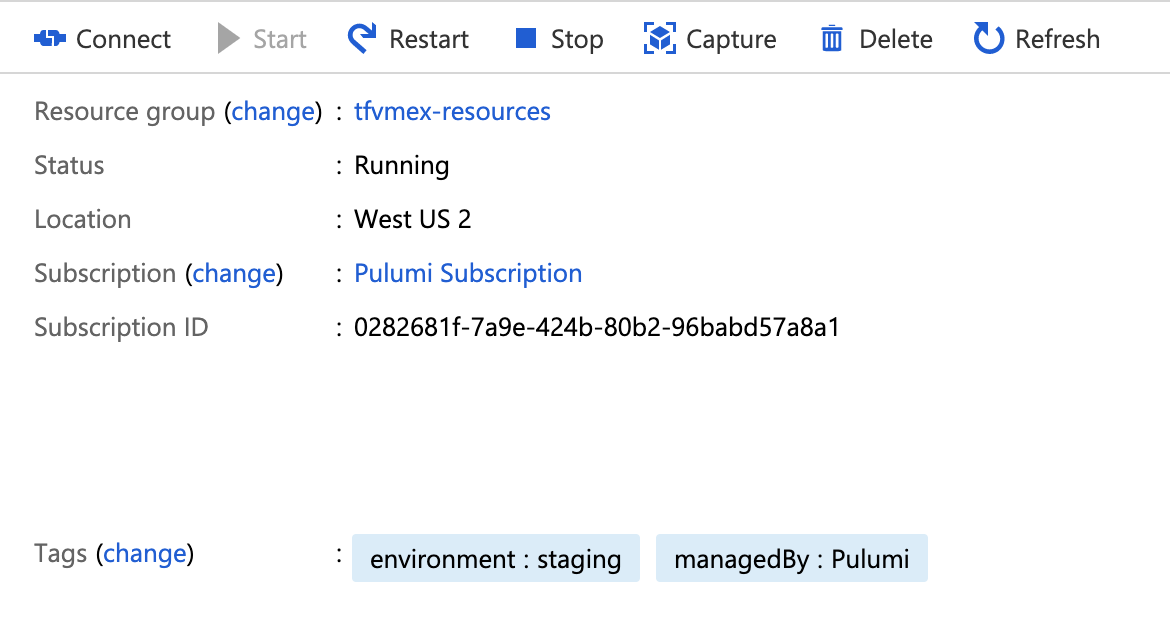 Connect Start Restart Stop Capture Delete Refresh
Resource group (change) : tfvmex-resources
Status : Running
Location : West US 2
Subscription (change) : Pulumi Subscription
Subscription ID : 0282681f-7a9e-424b-80b2-96babd57a8a1
Tags (change) : environment : staging managedBy : Pulumi